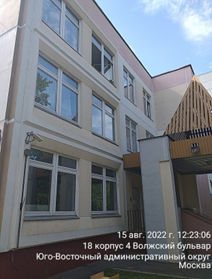 15 авг. 2022 г. 12:23:06
18 корпус 4 Волжский бульвар
Юго-Восточный административный округ
Москва